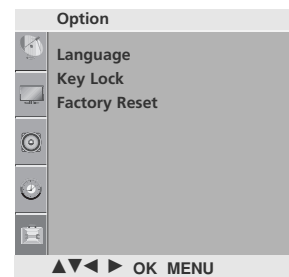 Option
Language
Key Lock
Factory Reset
▲▼◄ ► OK MENU